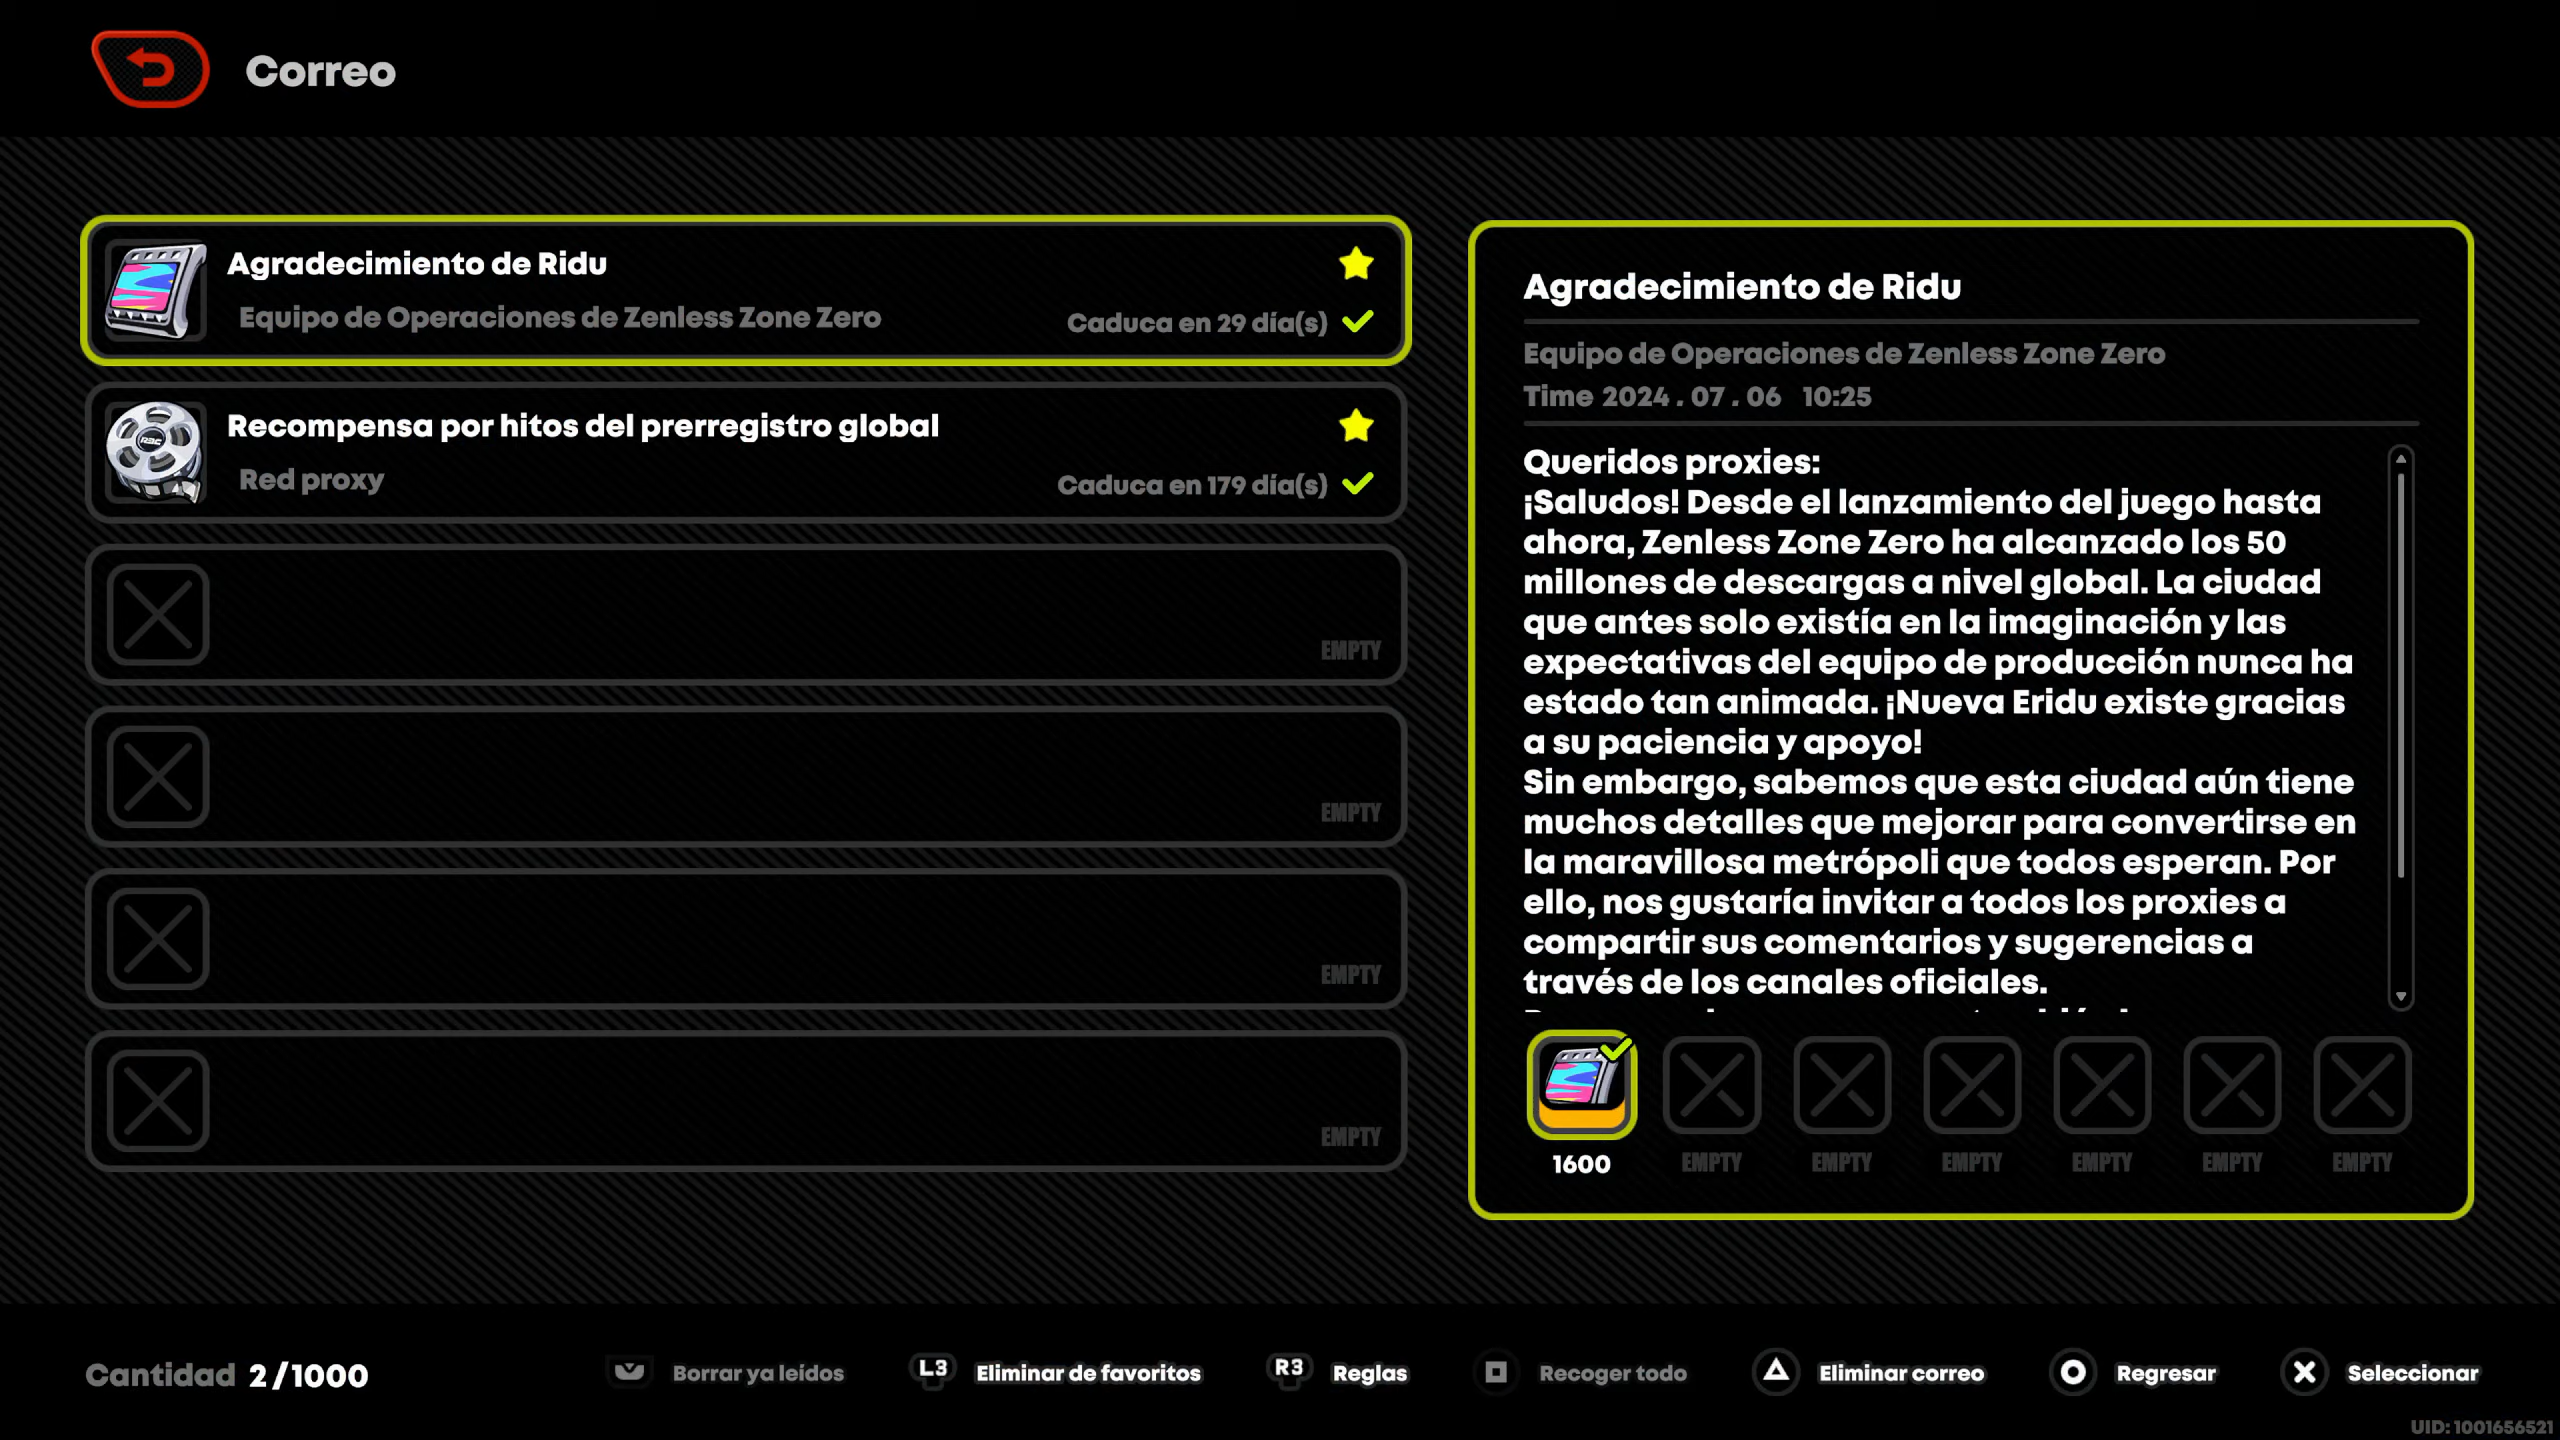 Correo
Agradecimiento de Ridu
Equipo de Operaciones de Zenless Zone Zero
Caduca en 29 día(s)
Recompensa por hitos del prerregistro global
Red proxy
Caduca en 179 día(s)
EMPTY
EMPTY
EMPTY
EMPTY
Agradecimiento de Ridu
Equipo de Operaciones de Zenless Zone Zero
Time 2024 . 07 . 06 10:25
Queridos proxies:
¡Saludos! Desde el lanzamiento del juego hasta
ahora, Zenless Zone Zero ha alcanzado los 50
millones de descargas a nivel global. La ciudad
que antes solo existía en la imaginación y las
expectativas del equipo de producción nunca ha
estado tan animada. ¡Nueva Eridu existe gracias
a su paciencia y apoyo!
Sin embargo, sabemos que esta ciudad aún tiene
muchos detalles que mejorar para convertirse en
la maravillosa metrópoli que todos esperan. Por
ello, nos gustaría invitar a todos los proxies a
compartir sus comentarios y sugerencias a
través de los canales oficiales.
1600
EMPTY EMPTY EMPTY EMPTY EMPTY EMPTY
Cantidad 2/1000
Borrar ya leídos
L3 Eliminar de favoritos
R3 Reglas
Recoger todo
Eliminar correo
Regresar
Seleccionar
UID: 1001656521